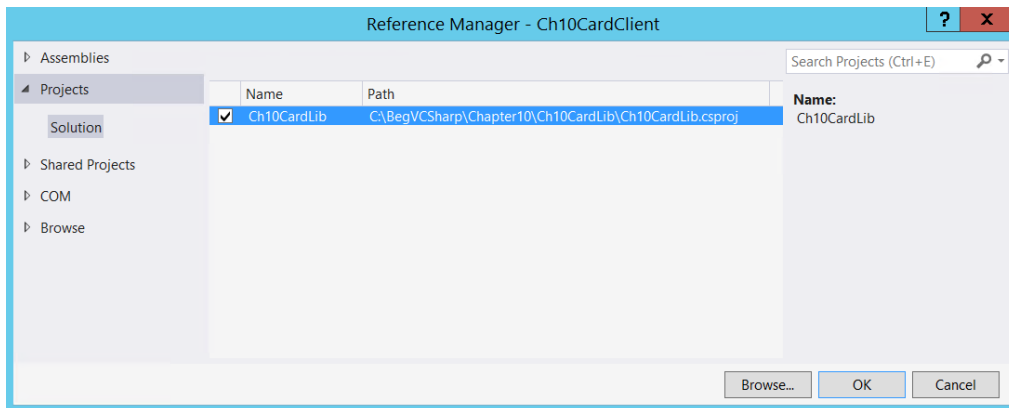 Reference Manager - Ch10CardClient
? x
Assemblies
Search Projects (Ctrl+E)
Projects
Name Path
Name:
Ch10CardLib C:\BegVCSharp\Chapter10\Ch10CardLib\Ch10CardLib.csproj
Ch10CardLib
Solution
Shared Projects
COM
Browse
Browse... OK Cancel